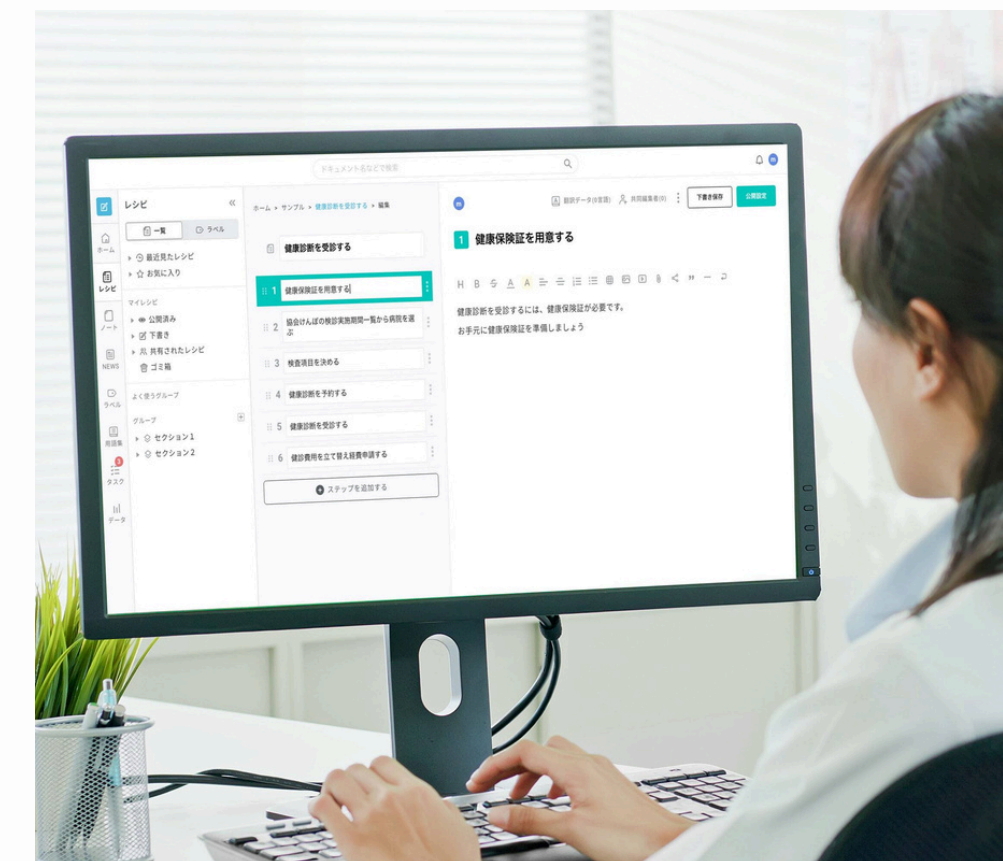 ドキュメント名などで検索
m
レシピ
«
一覧
ラベル
最近見たレシピ
お気に入り
マイレシピ
公開済み
下書き
共有されたレシピ
ゴミ箱
よく使うグループ
グループ
セクション1
セクション2
ホーム
レシピ
ノート
NEWS
ラベル
用語集
3
タスク
データ
ホーム ▸ サンプル ▸ 健康診断を受診する ▸ 編集
健康診断を受診する
1 健康保険証を用意する
2 協会けんぽの検診実施期間一覧から病院を選
ぶ
3 検査項目を決める
4 健康診断を予約する
5 健康診断を受診する
6 健診費用を立て替え経費申請する
ステップを追加する
m
翻訳データ(0言語) 共同編集者(0) 下書き保存 公開設定
1 健康保険証を用意する
H B S A A
健康診断を受診するには、健康保険証が必要です。
お手元に健康保険証を準備しましょう